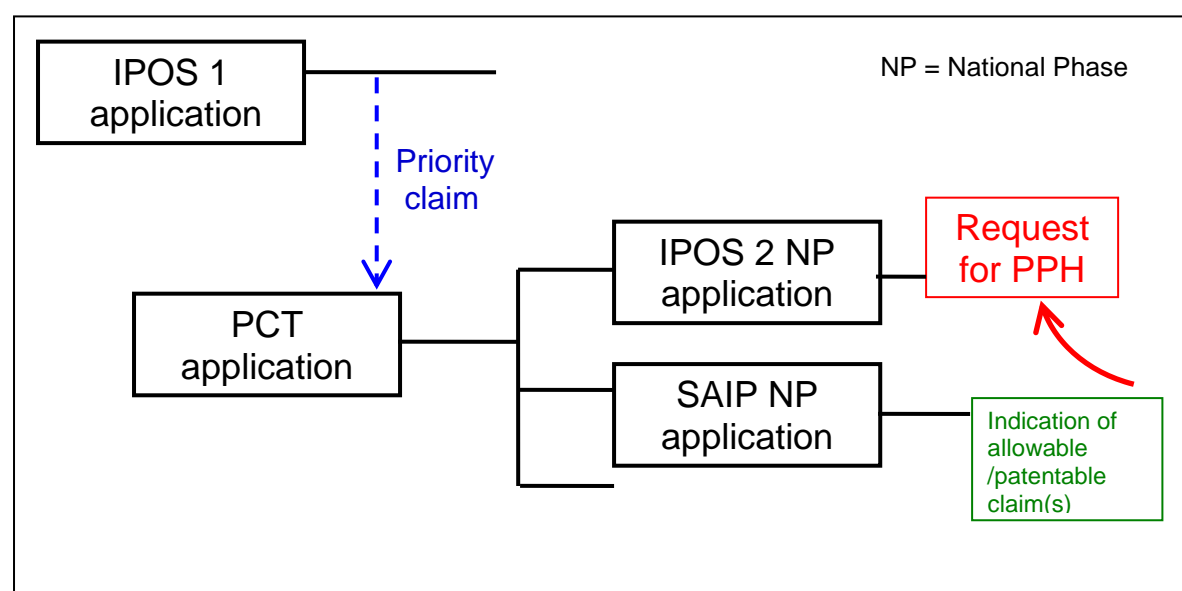 IPOS 1
application
NP = National Phase
Priority
claim
IPOS 2 NP
application
Request
for PPH
PCT
application
SAIP NP
application
Indication of
allowable
/patentable
claim(s)